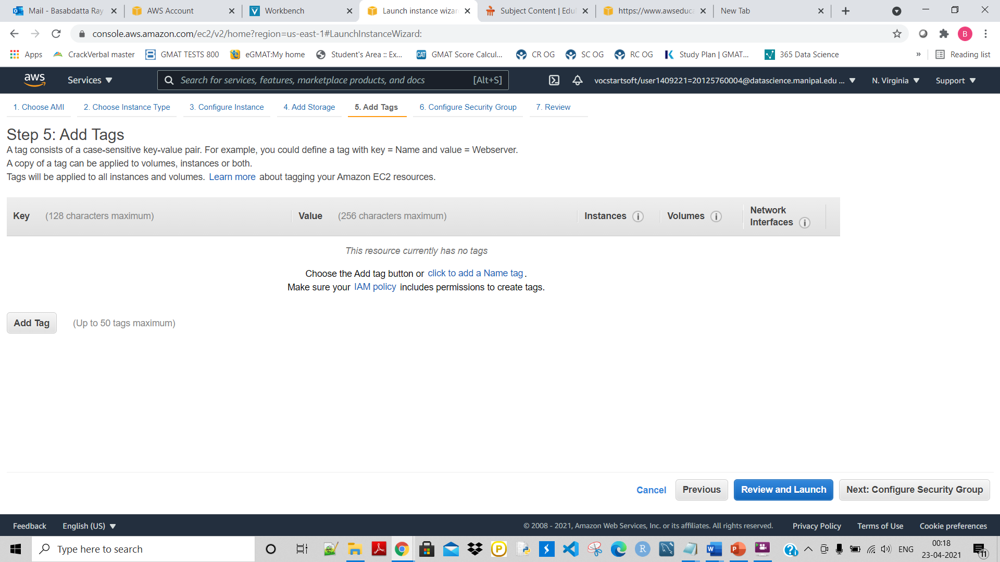 Mail - Basabdatta Ray
AWS Account
Workbench
Launch instance wizar
Subject Content | Edu
https://www.awseduca
New Tab
console.aws.amazon.com/ec2/v2/home?region=us-east-1#LaunchInstanceWizard:
B
Apps
CrackVerbal master
GMAT TESTS 800
eGMAT:My home
Student's Area :: Ex...
CAT
GMAT Score Calcul...
CR OG
SC OG
RC OG
Study Plan | GMAT...
365 Data Science
»
Reading list
aws
Services
Search for services, features, marketplace products, and docs
[Alt+S]
vocstartsoft/user1409221=20125760004@datascience.manipal.edu ...
N. Virginia
Support
1. Choose AMI
2. Choose Instance Type
3. Configure Instance
4. Add Storage
5. Add Tags
6. Configure Security Group
7. Review
Step 5: Add Tags
A tag consists of a case-sensitive key-value pair. For example, you could define a tag with key = Name and value = Webserver.
A copy of a tag can be applied to volumes, instances or both.
Tags will be applied to all instances and volumes. Learn more about tagging your Amazon EC2 resources.
Key (128 characters maximum)
Value (256 characters maximum)
Instances
Volumes
Network
Interfaces
This resource currently has no tags
Choose the Add tag button or click to add a Name tag.
Make sure your IAM policy includes permissions to create tags.
Add Tag
(Up to 50 tags maximum)
Cancel
Previous
Review and Launch
Next: Configure Security Group
Feedback
English (US)
© 2008 - 2021, Amazon Web Services, Inc. or its affiliates. All rights reserved.
Privacy Policy
Terms of Use
Cookie preferences
Type here to search
ENG
00:18
23-04-2021
11